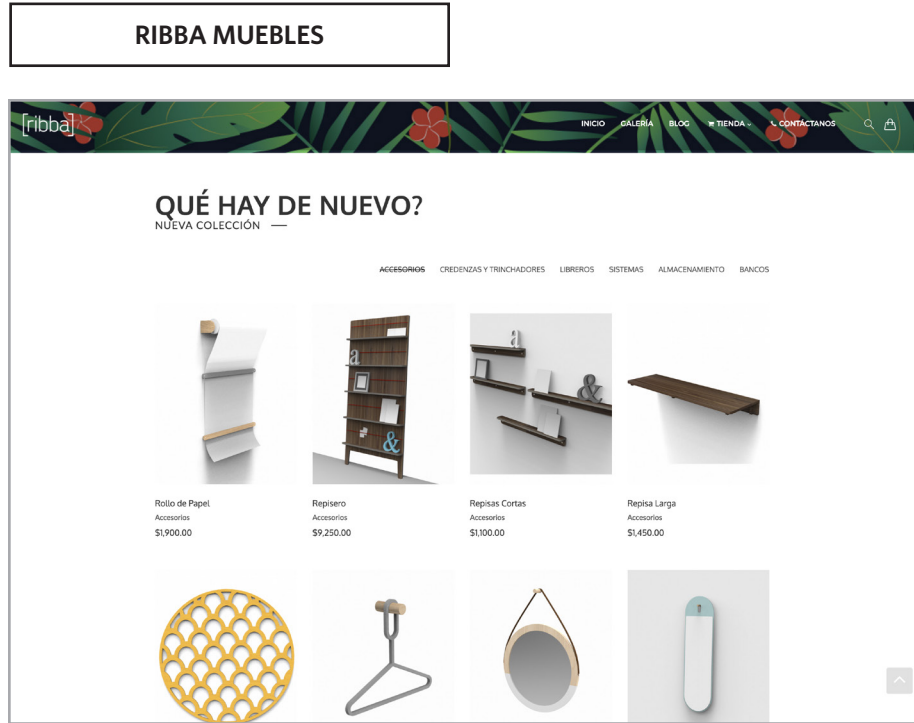 RIBBA MUEBLES
[ribba]
INICIO GALERÍA BLOG TIENDA CONTÁCTANOS
QUÉ HAY DE NUEVO?
NUEVA COLECCIÓN
ACCESORIOS CREDENZAS Y TRINCHADORES LIBREROS SISTEMAS ALMACENAMIENTO BANCOS
a
a
&
&
Rollo de Papel Repisero Repisas Cortas Repisa Larga
Accesorios Accesorios Accesorios Accesorios
$1,900.00 $9,250.00 $1,100.00 $1,450.00